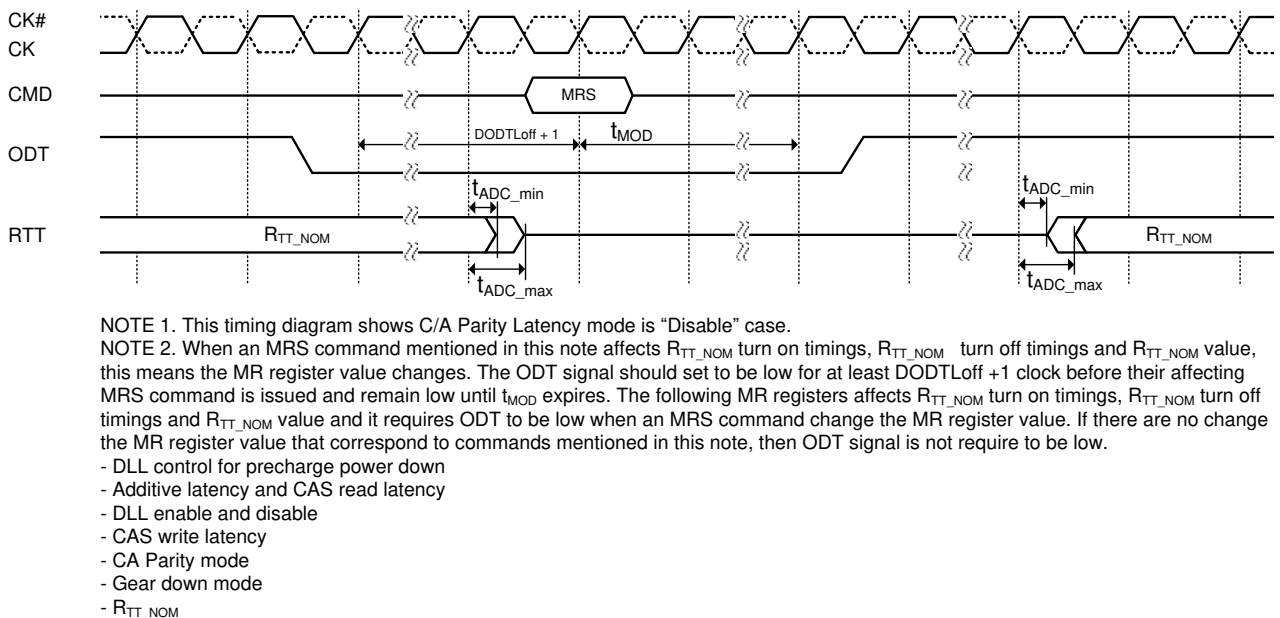 CK#
CK
CMD
MRS
ODT
DODTLoff + 1
tMOD
tADC_min
tADC_min
RTT
RTT_NOM
RTT_NOM
tADC_max
tADC_max
NOTE 1. This timing diagram shows C/A Parity Latency mode is “Disable” case.
NOTE 2. When an MRS command mentioned in this note affects RTT_NOM turn on timings, RTT_NOM turn off timings and RTT_NOM value,
this means the MR register value changes. The ODT signal should set to be low for at least DODTLoff +1 clock before their affecting
MRS command is issued and remain low until tMOD expires. The following MR registers affects RTT_NOM turn on timings, RTT_NOM turn off
timings and RTT_NOM value and it requires ODT to be low when an MRS command change the MR register value. If there are no change
the MR register value that correspond to commands mentioned in this note, then ODT signal is not require to be low.
- DLL control for precharge power down
- Additive latency and CAS read latency
- DLL enable and disable
- CAS write latency
- CA Parity mode
- Gear down mode
- RTT_NOM